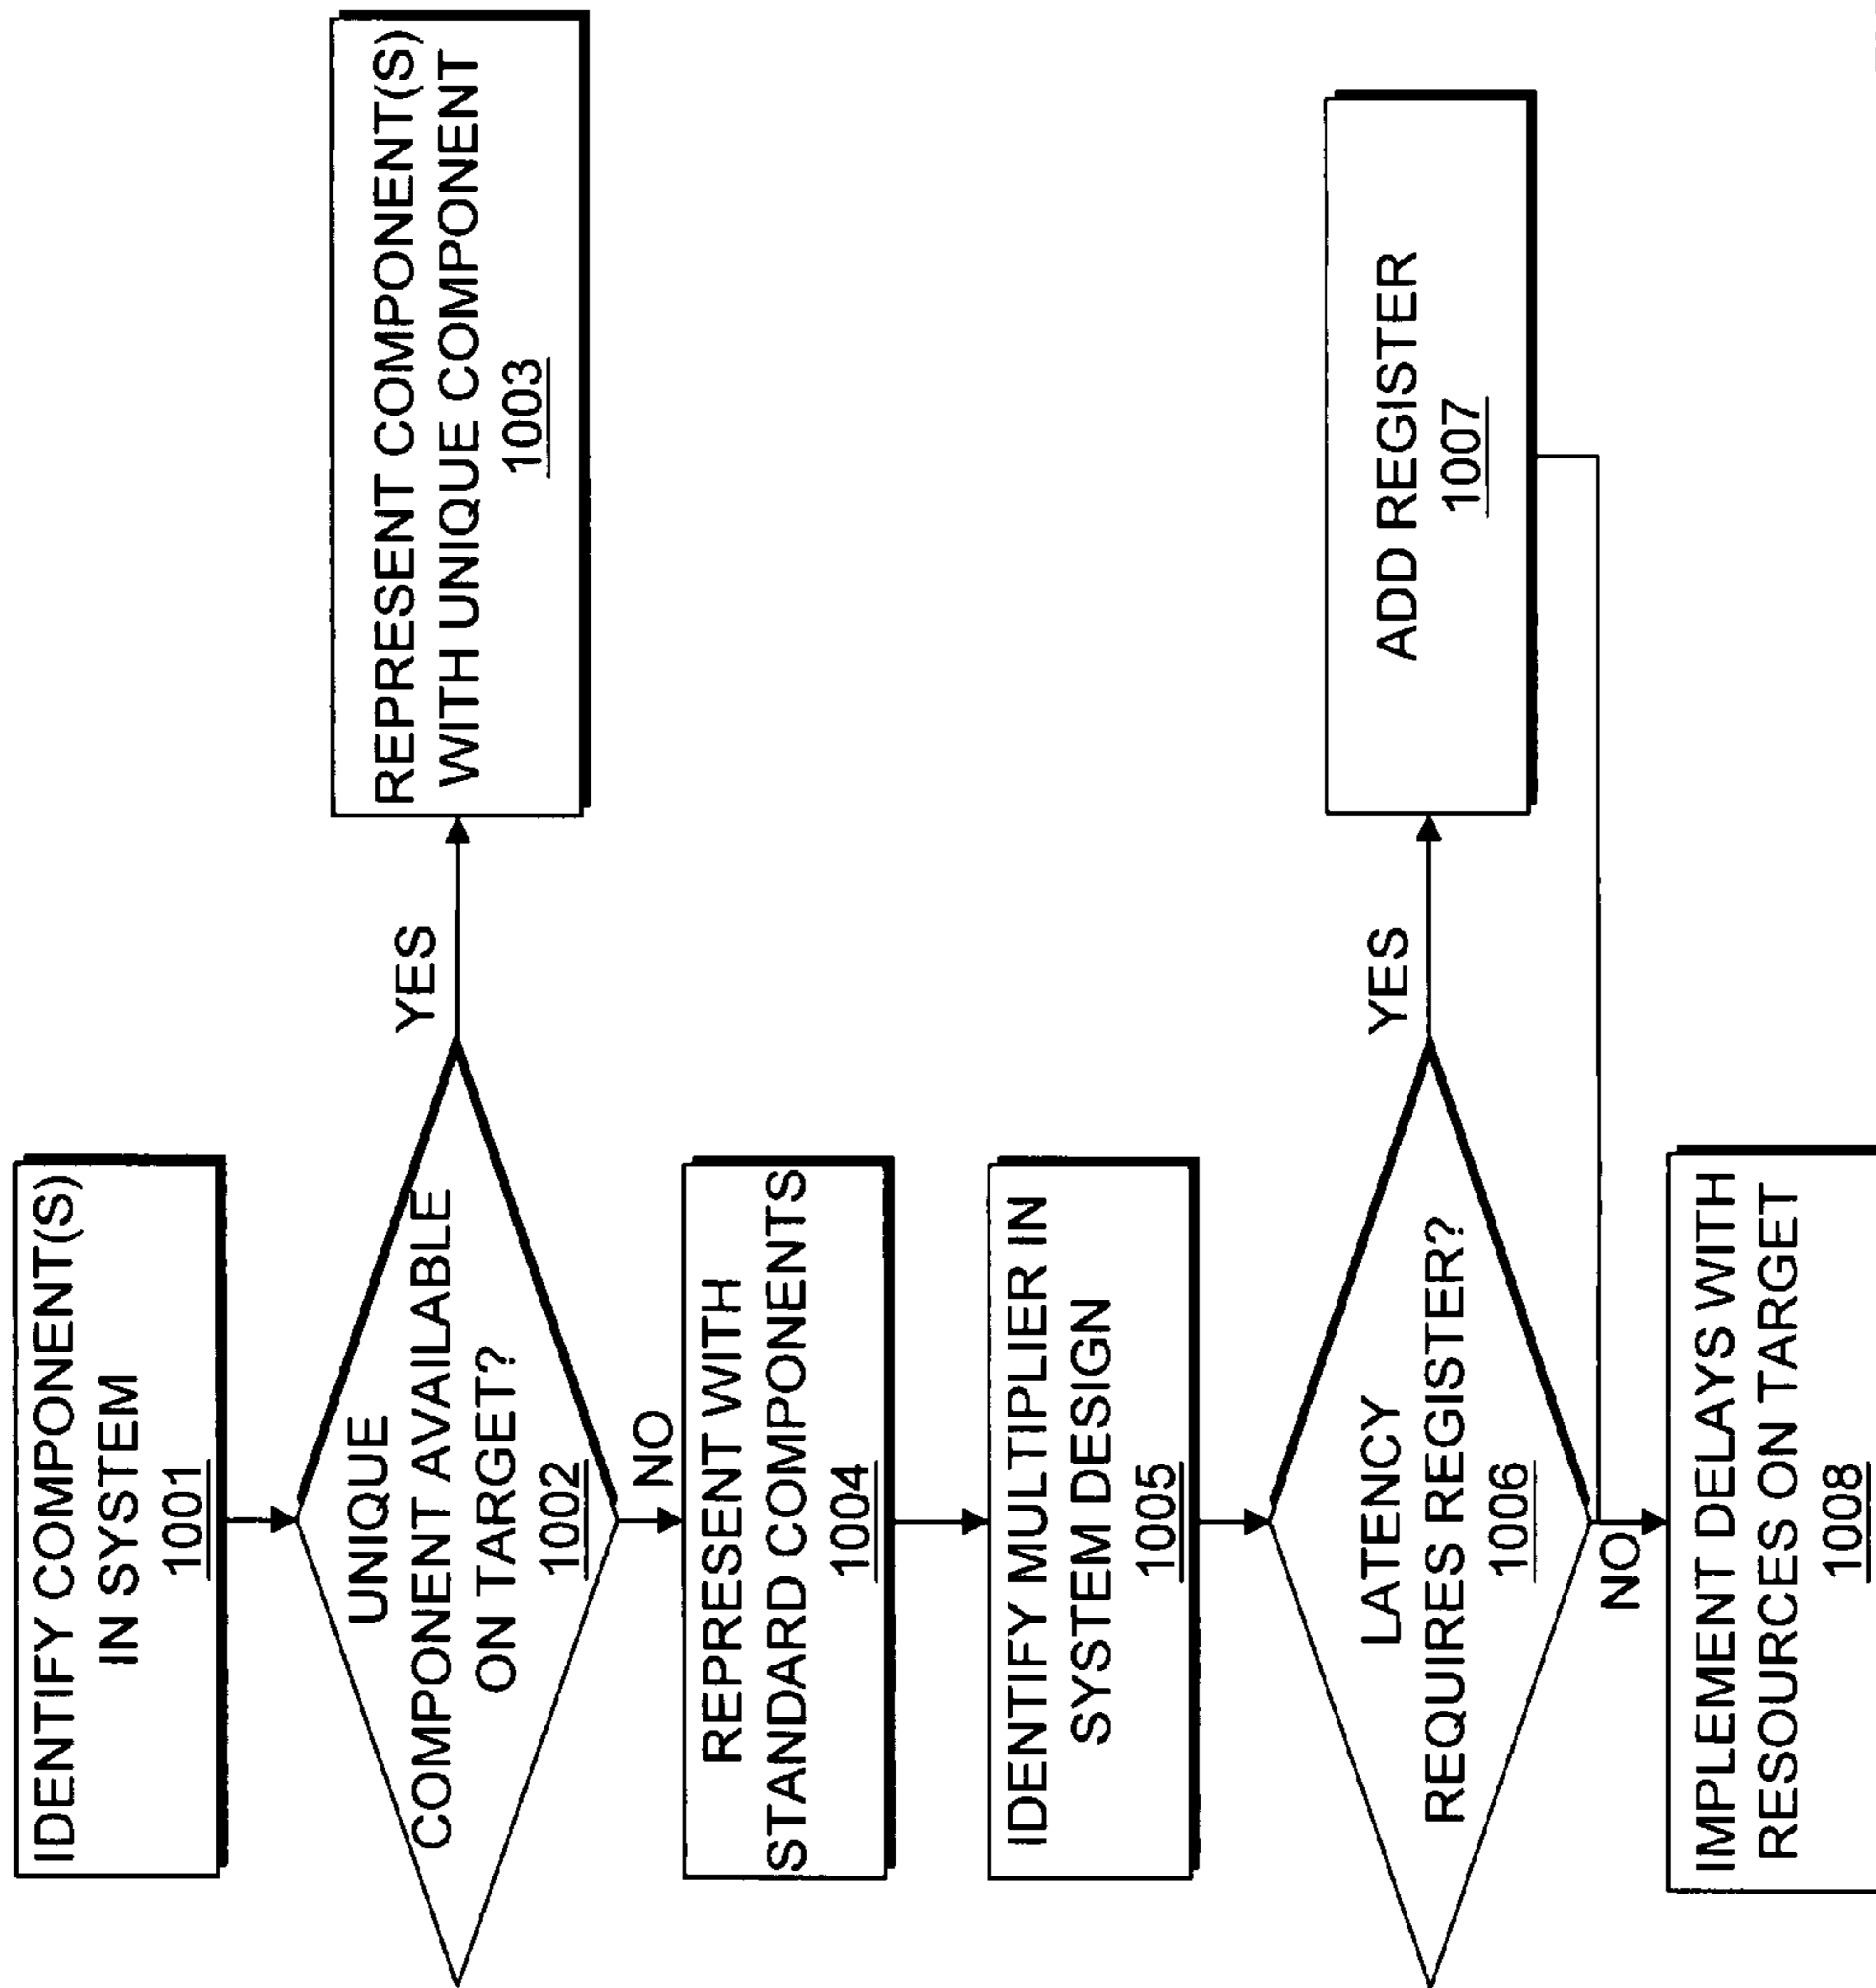 IDENTIFY COMPONENT(S)
IN SYSTEM
1001
UNIQUE
COMPONENT AVAILABLE
ON TARGET?
1002
YES
REPRESENT COMPONENT(S)
WITH UNIQUE COMPONENT
1003
NO
REPRESENT WITH
STANDARD COMPONENTS
1004
IDENTIFY MULTIPLIER IN
SYSTEM DESIGN
1005
LATENCY
REQUIRES REGISTER?
1006
YES
ADD REGISTER
1007
NO
IMPLEMENT DELAYS WITH
RESOURCES ON TARGET
1008